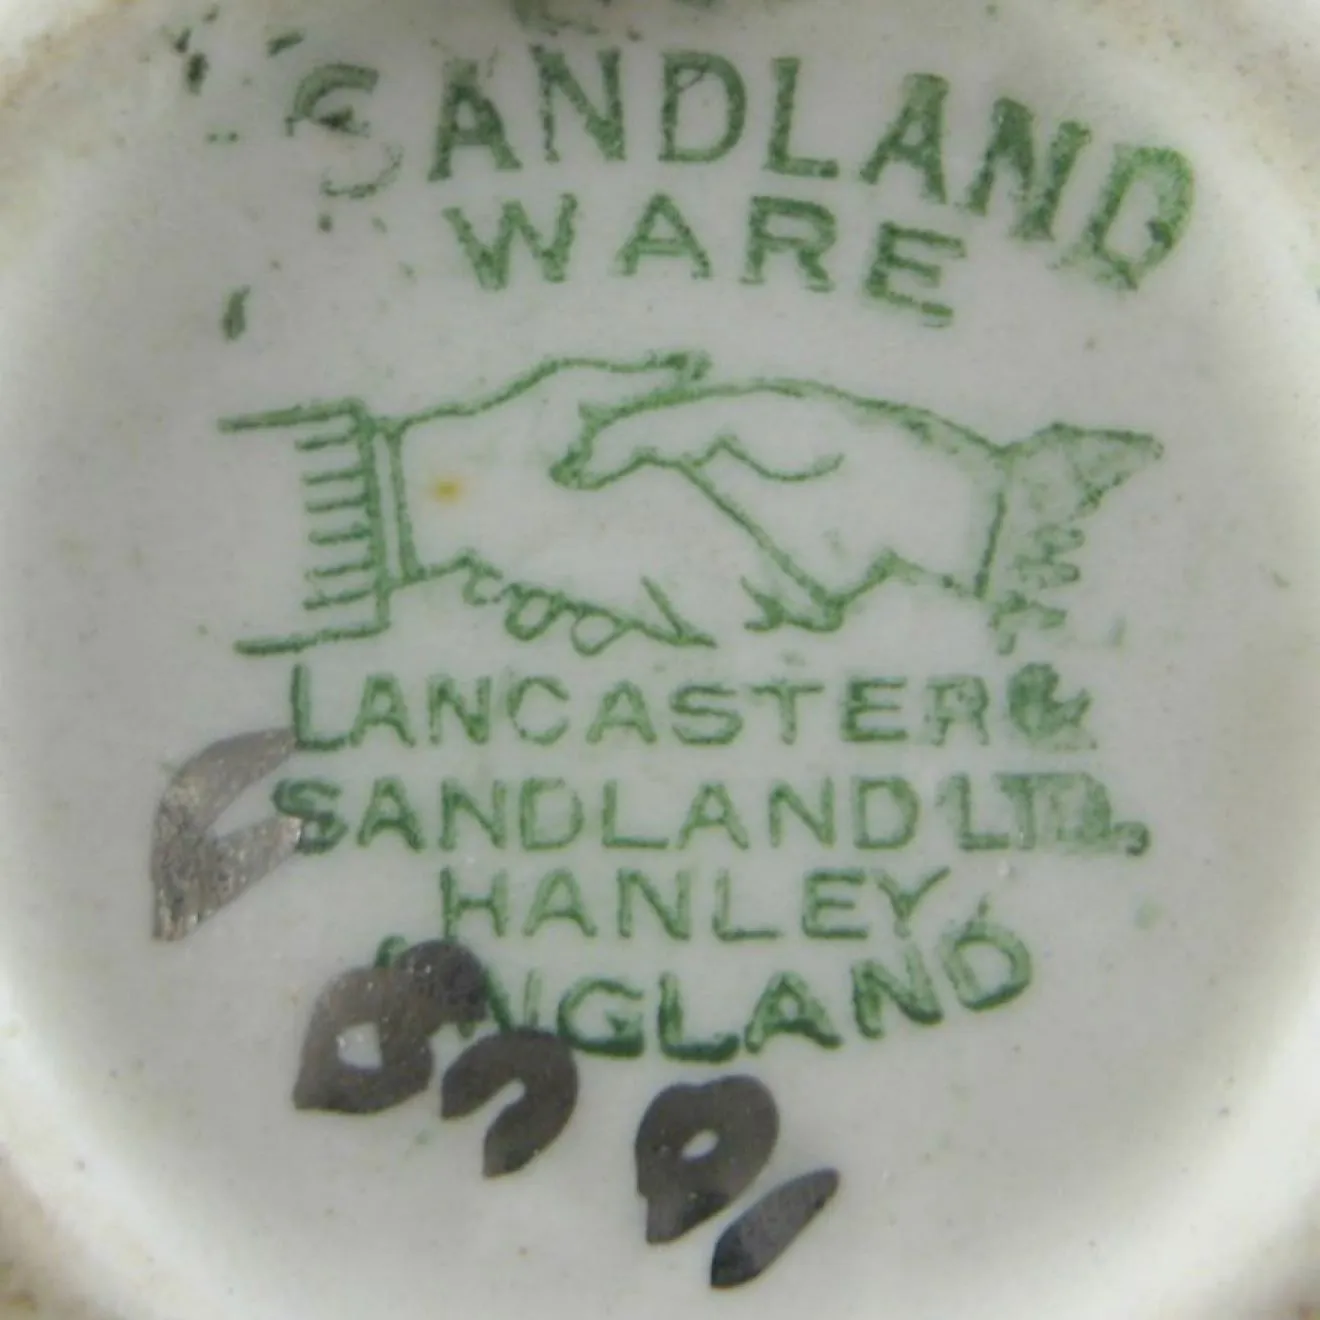 SANDLAND
WARE
LANCASTER &
SANDLAND LTD.,
HANLEY,
ENGLAND